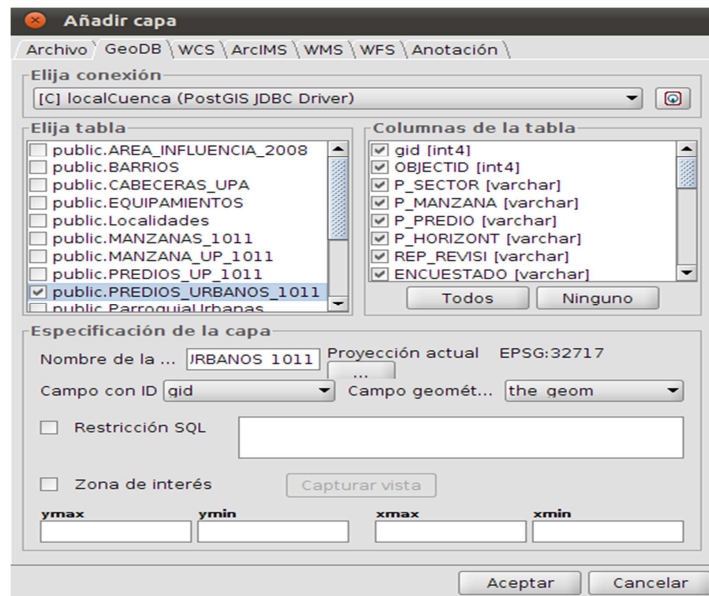 Añadir capa
Archivo GeoDB WCS ArcIMS WMS WFS Anotación
Elija conexión
[C] localCuenca (PostGIS JDBC Driver)
Elija tabla
public.AREA_INFLUENCIA_2008
public.BARRIOS
public.CABECERAS_UPA
public.EQUIPAMIENTOS
public.Localidades
public.MANZANAS_1011
public.MANZANA_UP_1011
public.PREDIOS_UP_1011
public.PREDIOS_URBANOS_1011
public.ParroquiaUrbanas
Columnas de la tabla
gid [int4]
OBJECTID [int4]
P_SECTOR [varchar]
P_MANZANA [varchar]
P_PREDIO [varchar]
P_HORIZONT [varchar]
REP_REVISI [varchar]
ENCUESTADO [varchar]
Todos Ninguno
Especificación de la capa
Nombre de la ... URBANOS_1011 Proyección actual EPSG:32717
...
Campo con ID gid Campo geomét... the_geom
Restricción SQL
Zona de interés Capturar vista
ymax ymin xmax xmin
Aceptar Cancelar